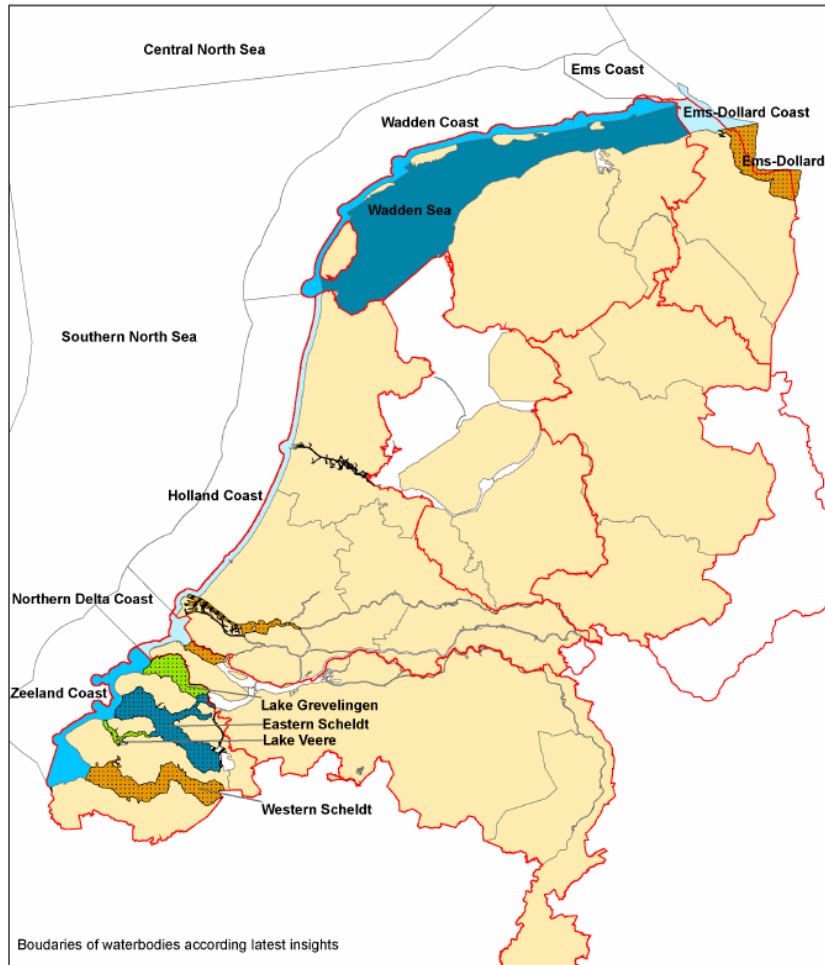 Central North Sea
Ems Coast
Wadden Coast
Ems-Dollard Coast
Ems-Dollard
Wadden Sea
Southern North Sea
Holland Coast
Northern Delta Coast
Zeeland Coast
Lake Grevelingen
Eastern Scheldt
Lake Veere
Western Scheldt
Boudaries of waterbodies according latest insights